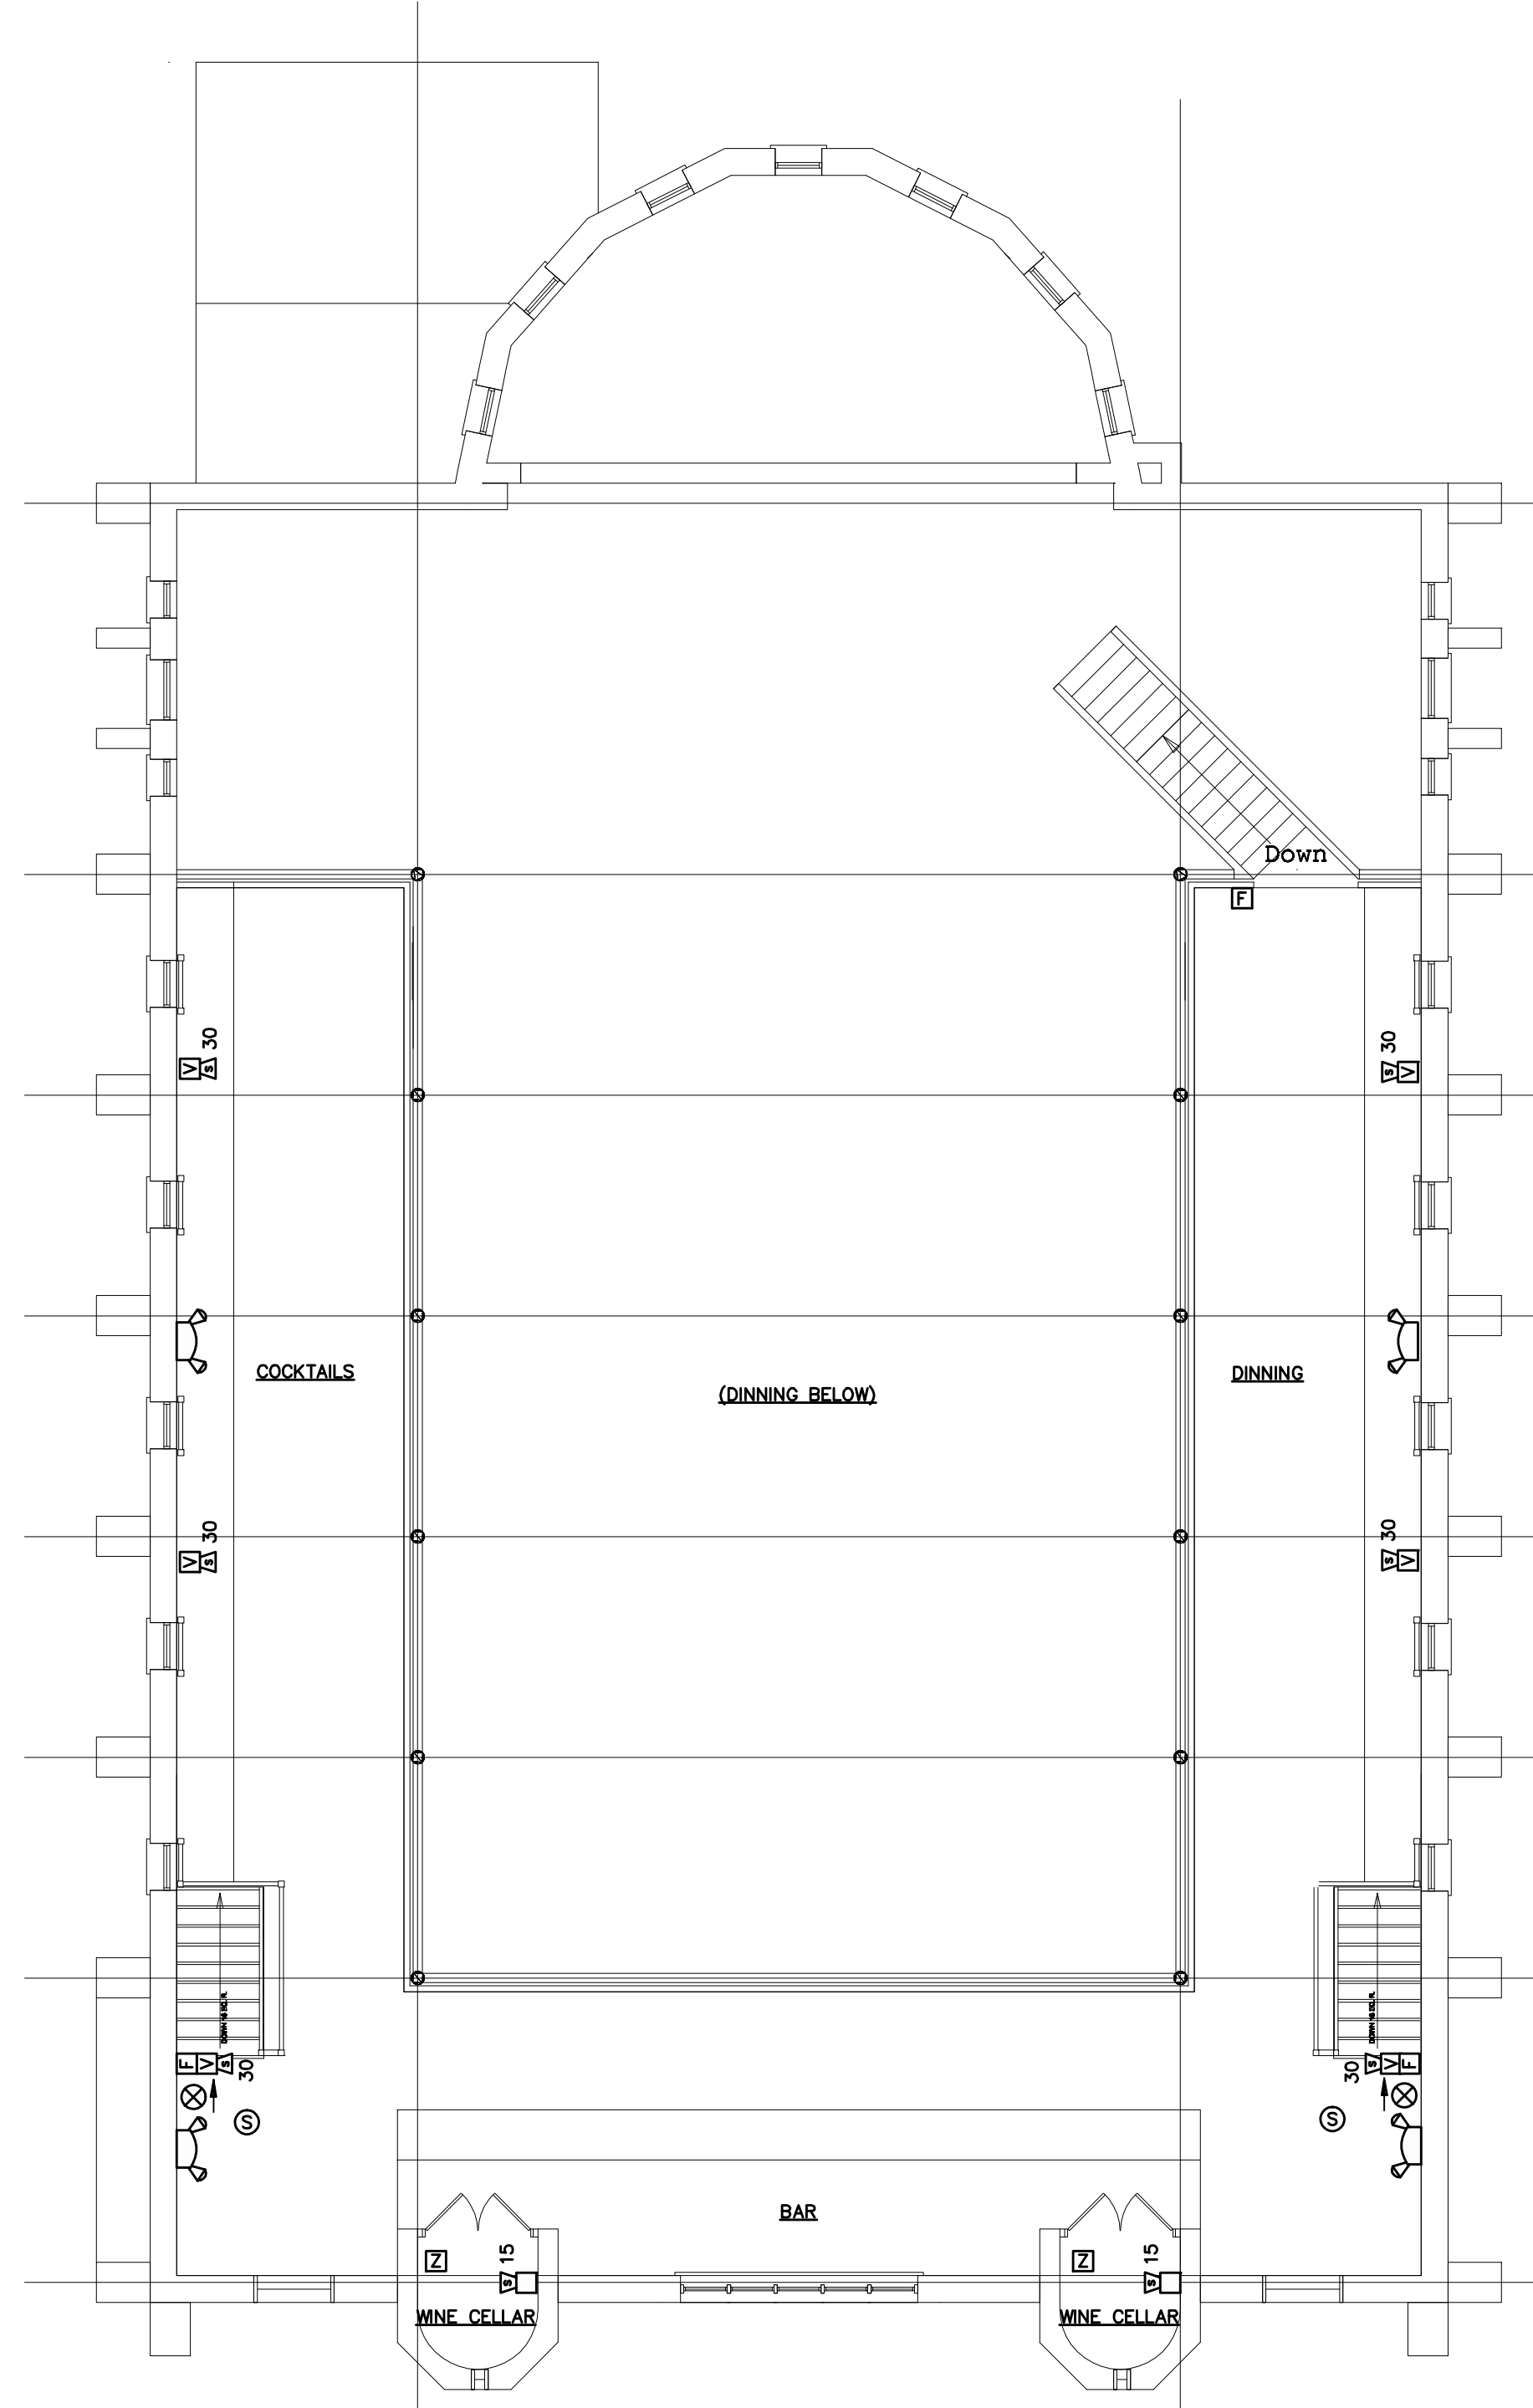 Down
F
30
V S
30
S V
COCKTAILS
(DINNING BELOW)
DINNING
30
V S
30
S V
F V S
30
30
S V F
S
S
BAR
Z
15
S
Z
15
S
WINE CELLAR
WINE CELLAR